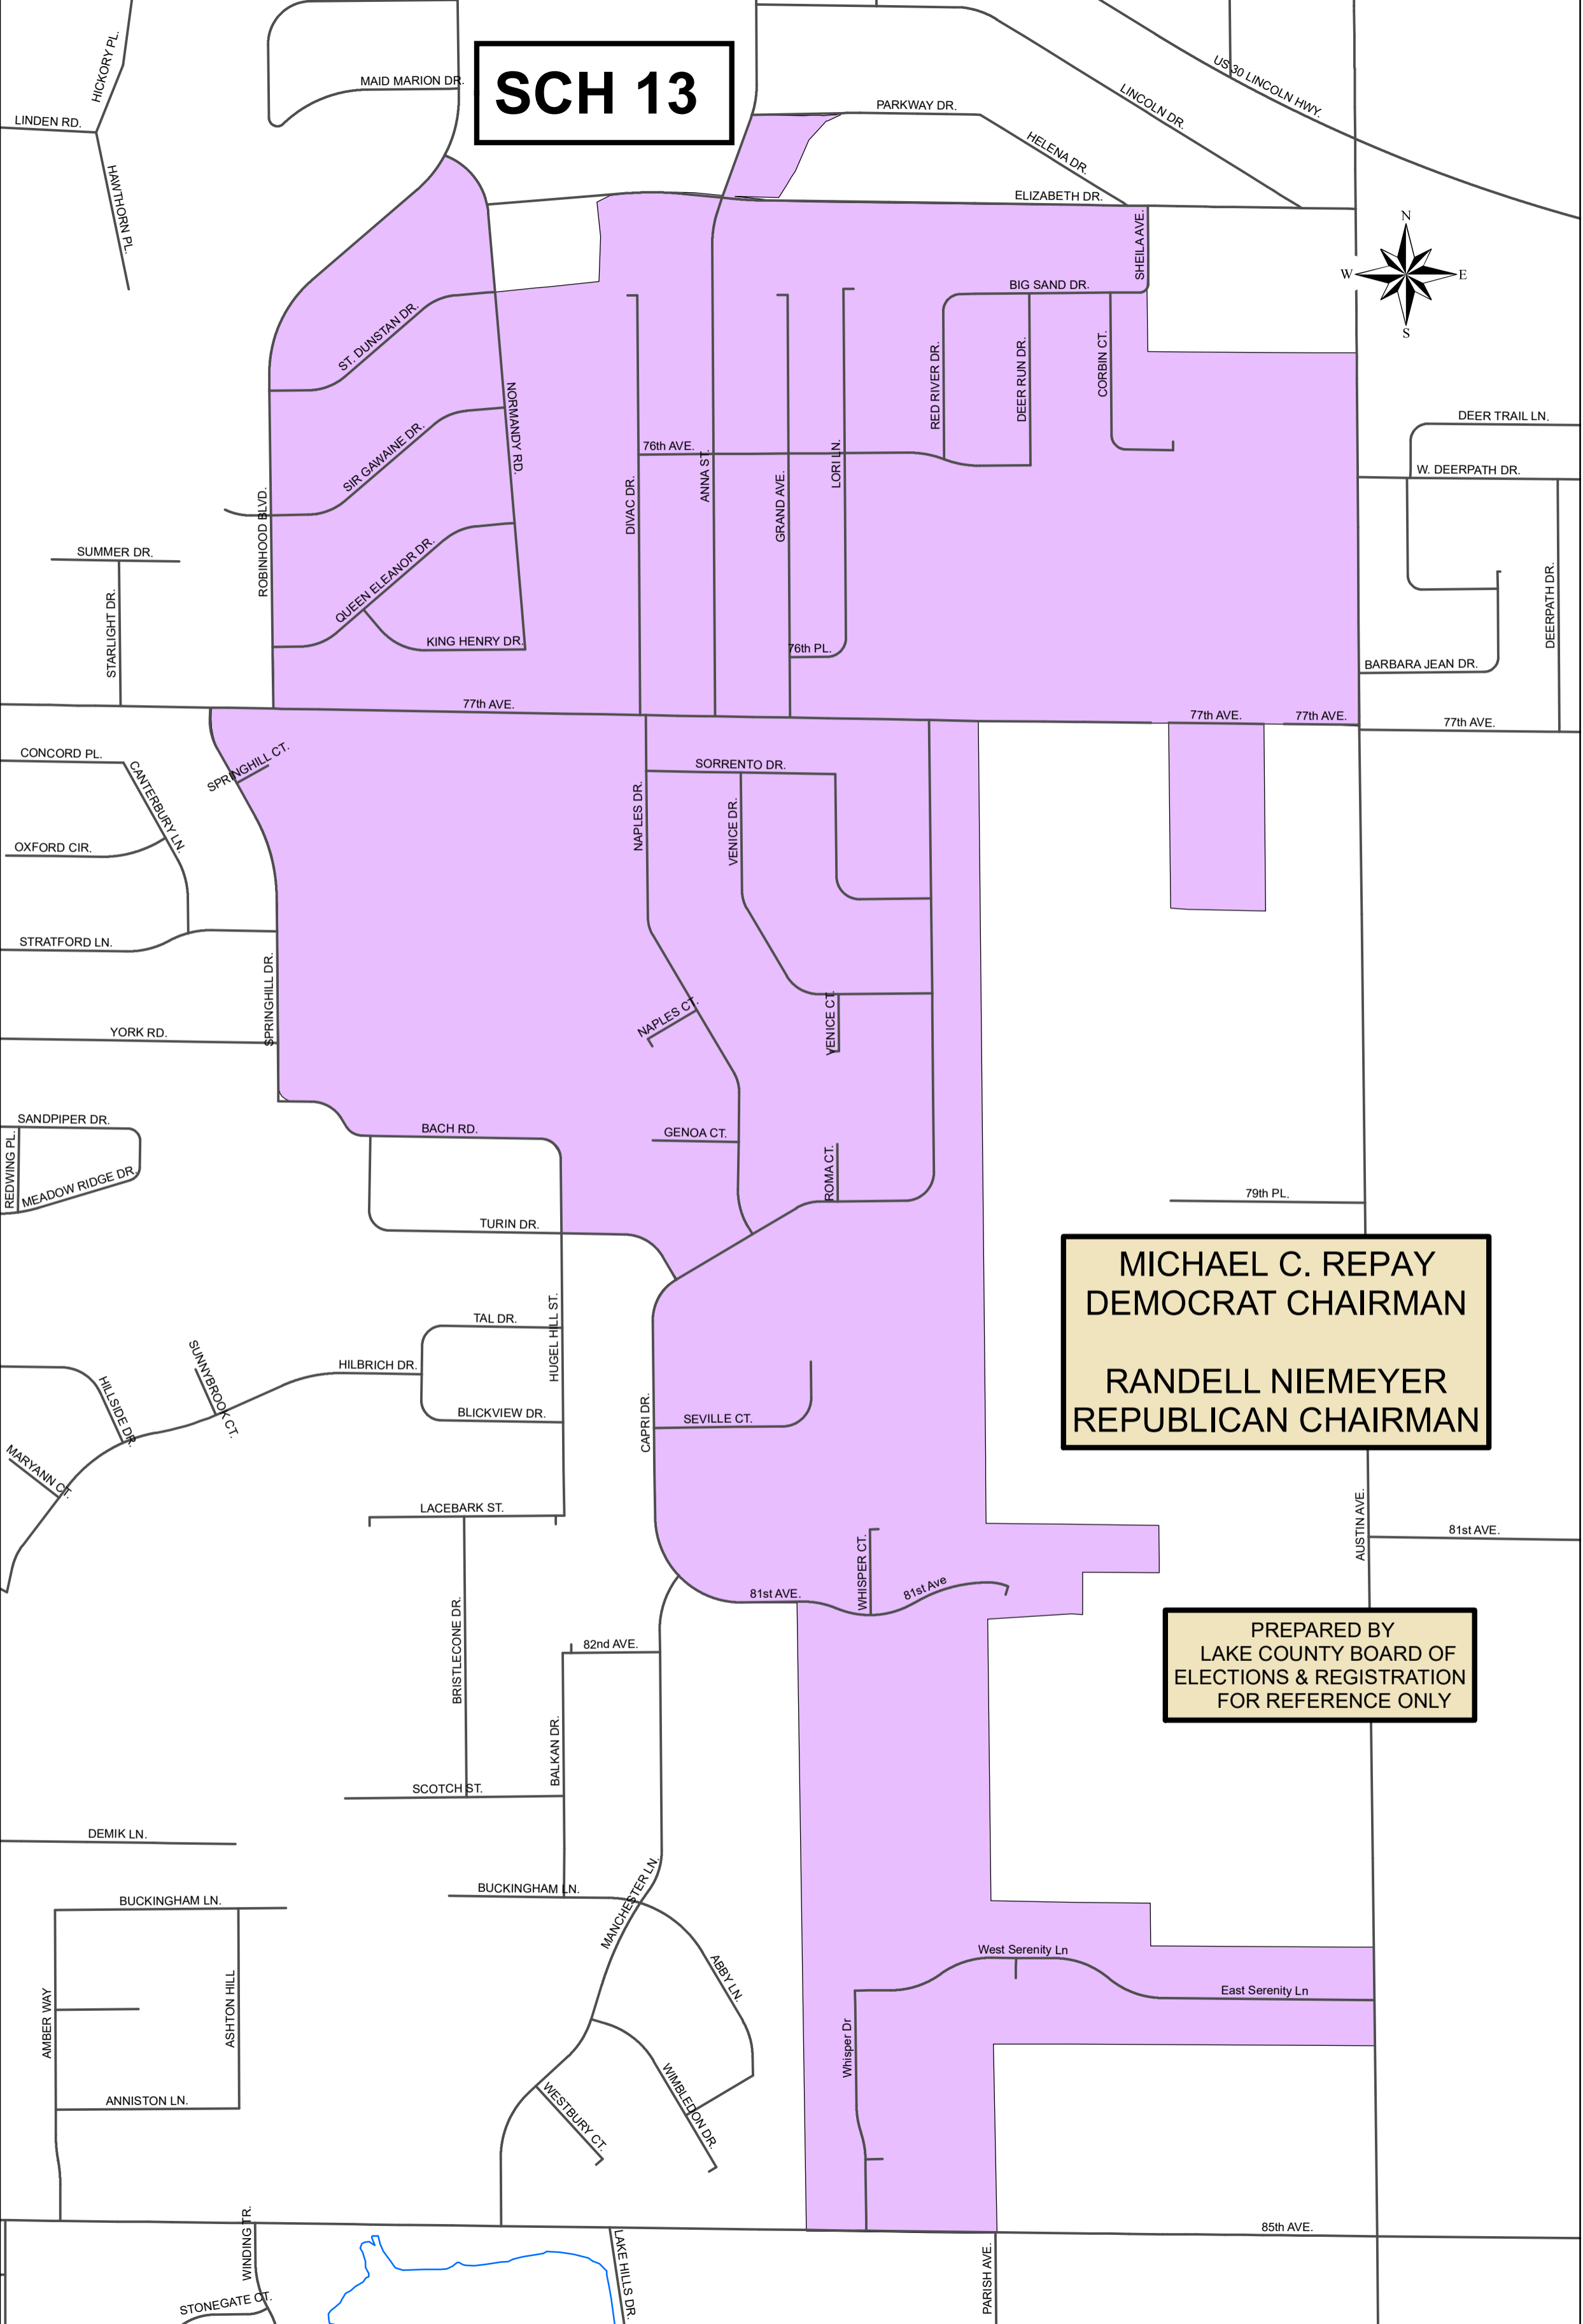 HICKORY PL.
MAID MARION DR.
SCH 13
US 30 LINCOLN HWY.
LINDEN RD.
PARKWAY DR.
LINCOLN DR.
HELENA DR.
HAWTHORN PL.
ELIZABETH DR.
SHEILA AVE.
N
W
E
S
BIG SAND DR.
ST. DUNSTAN DR.
RED RIVER DR.
DEER RUN DR.
CORBIN CT.
NORMANDY RD.
DEER TRAIL LN.
SIR GAWAINE DR.
76th AVE.
ANNA ST.
LORI LN.
W. DEERPATH DR.
ROBINHOOD BLVD.
DIVAC DR.
GRAND AVE.
SUMMER DR.
QUEEN ELEANOR DR.
STARLIGHT DR.
DEERPATH DR.
KING HENRY DR.
76th PL.
BARBARA JEAN DR.
77th AVE.
77th AVE.
77th AVE.
77th AVE.
CONCORD PL.
SPRINGHILL CT.
CANTERBURY LN.
SORRENTO DR.
NAPLES DR.
VENICE DR.
OXFORD CIR.
STRATFORD LN.
SPRINGHILL DR.
YORK RD.
NAPLES CT.
VENICE CT.
SANDPIPER DR.
BACH RD.
GENOA CT.
REDWING PL.
MEADOW RIDGE DR.
ROMA CT.
79th PL.
TURIN DR.
MICHAEL C. REPAY
DEMOCRAT CHAIRMAN
RANDELL NIEMEYER
REPUBLICAN CHAIRMAN
TAL DR.
HUGEL HILL ST.
SUNNYBROOK CT.
HILBRICH DR.
HILLSIDE DR.
BLICKVIEW DR.
CAPRI DR.
SEVILLE CT.
MARYANN CT.
LACEBARK ST.
AUSTIN AVE.
81st AVE.
WHISPER CT.
81st AVE.
81st Ave
BRISTLECONE DR.
82nd AVE.
PREPARED BY
LAKE COUNTY BOARD OF
ELECTIONS & REGISTRATION
FOR REFERENCE ONLY
BALKAN DR.
SCOTCH ST.
DEMIK LN.
BUCKINGHAM LN.
BUCKINGHAM LN.
MANCHESTER LN.
ABBY LN.
West Serenity Ln
East Serenity Ln
AMBER WAY
ASHTON HILL
Whisper Dr
ANNISTON LN.
WESTBURY CT.
WIMBLEDON DR.
85th AVE.
WINDING TR.
LAKE HILLS DR.
PARISH AVE.
STONEGATE CT.